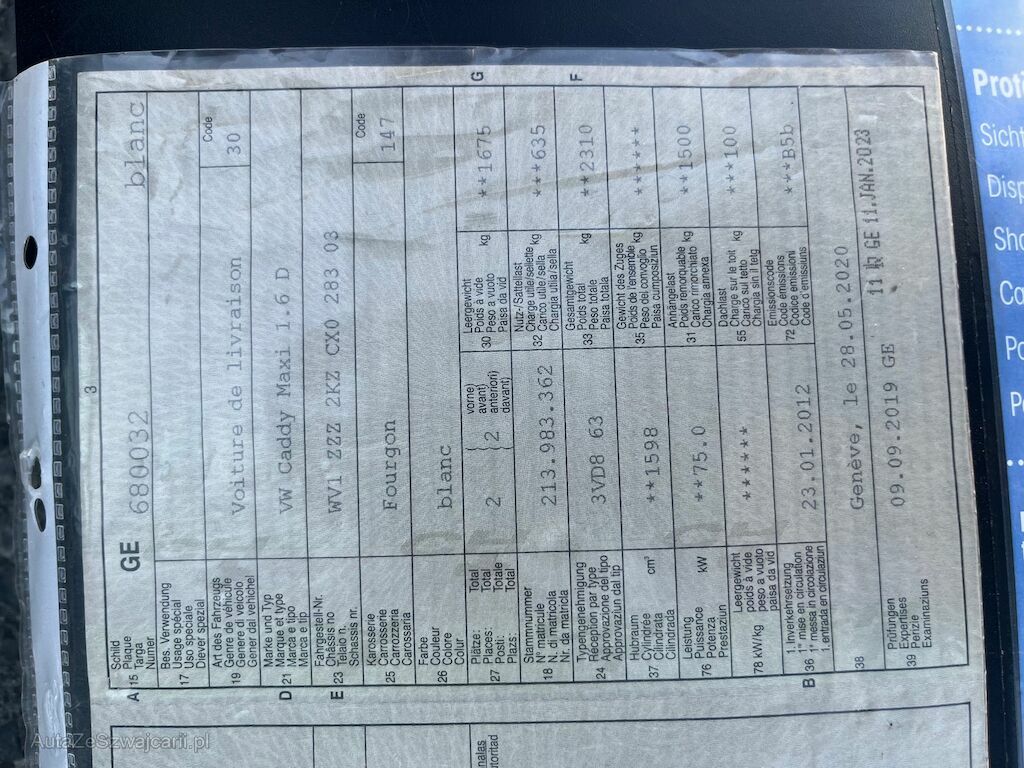 3
A 15 Schild Plaque Targa Numer GE 680032 blanc
17 Bes. Verwendung Usage spécial Uso Speciale Diever spezial
19 Art des Fahrzeugs Genre de véhicule Genere di veicolo Gener dal vehichel Voiture de livraison Code 30
D 21 Marke und Typ Marque et type Marca e tipo Marca e tip VW Caddy Maxi 1.6 D
E 23 Fahrgestell-Nr. Châssis no Telaio n. Schassis nr. WV1 ZZZ 2KZ CX0 283 03
25 Karosserie Carrosserie Carrozzeria Carossaria Fourgon Code 147
26 Farbe Couleur Colore Colur blanc
27 Plätze: Places: Posti: Plazs: Total Total Totale Total 2 2 vorne) avant) anteriori) davant)
18 Stammnummer N° matricule N. di matricola Nr. da matricla 213.983.362
24 Typengenehmigung Réception par type Approvazione del tipo Approvaziun dal tip 3VD8 63
37 Hubraum Cylindrée Cilindrata Cilindrada cm³ **1598
76 Leistung Puissance Potenza Prestaziun kW **75.0
78 kW/kg Leergewicht poids à vide peso a vuoto paisa da vid ******
B 36 1. Inverkehrsetzung 1re mise en circulation 1a messa in circolazione 1. entrada en circulaziun 23.01.2012
30 Leergewicht Poids à vide Peso a vuoto Paisa da vid kg **1675 G
32 Nutz-/Sattellast Charge utile/sellette Carico utile/sella Chargia utila/sella kg ***635
33 Gesamtgewicht Poids total Peso totale Paisa totala kg **2310 F
35 Gewicht des Zuges Poids de l'ensemble Peso del convoglio Paisa cumposiziun kg ******
31 Anhängelast Poids remorquable Carico rimorchiato Chargia annexa kg **1500
55 Dachlast Charge sur le toit Carico sul tetto Chargia sin il tetg kg ***100
72 Emissionscode Code émissions Codice emissioni Code d'emissiuns ***B5b
38 Genève, le 28.05.2020
39 Prüfungen Expertises Perizie Examinaziuns 09.09.2019 GE GE 11.JAN.2023
AutaZeSzwajcarii.pl